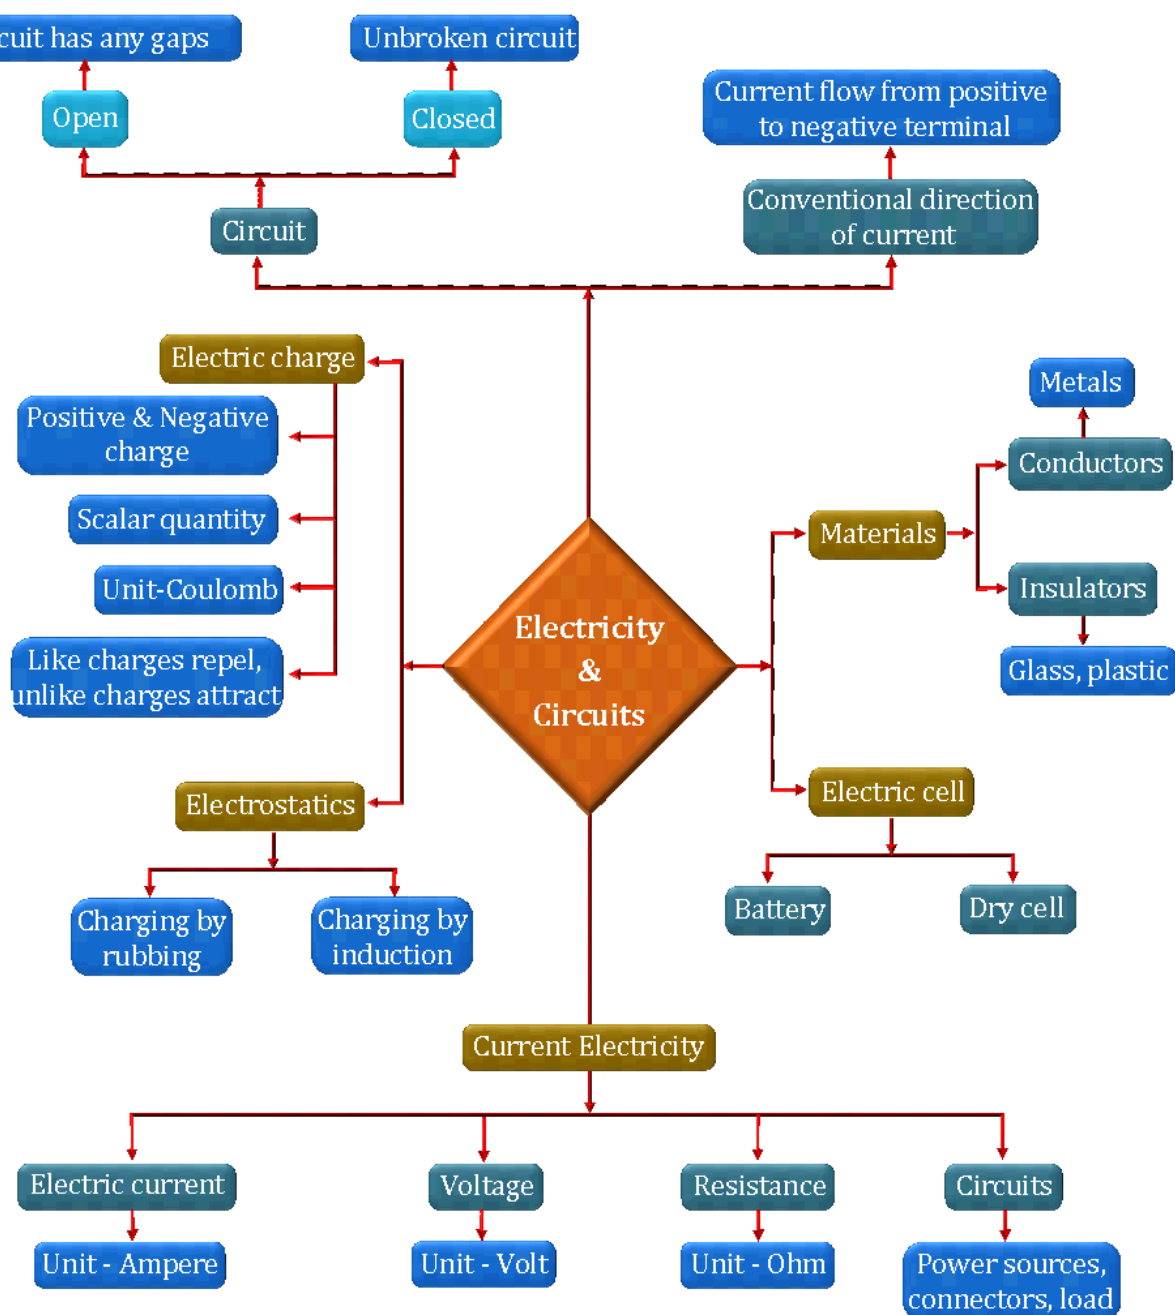 cuit has any gaps
Unbroken circuit
Open
Closed
Current flow from positive
to negative terminal
Circuit
Conventional direction
of current
Electric charge
Positive & Negative
charge
Scalar quantity
Unit-Coulomb
Like charges repel,
unlike charges attract
Metals
Conductors
Materials
Insulators
Glass, plastic
Electricity
&
Circuits
Electrostatics
Charging by
rubbing
Charging by
induction
Electric cell
Battery
Dry cell
Current Electricity
Electric current
Voltage
Resistance
Circuits
Unit - Ampere
Unit - Volt
Unit - Ohm
Power sources,
connectors, load